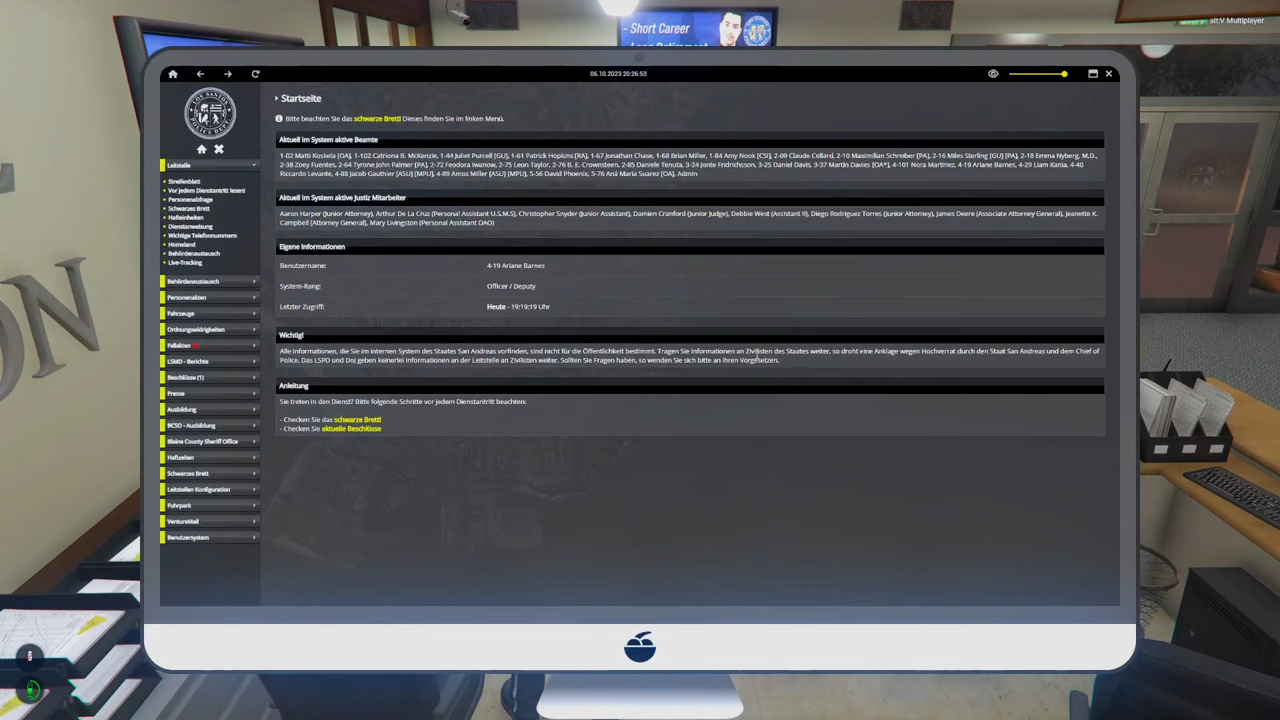 - Short Career
alt:V Multiplayer
06.10.2023 20:26:53
LOS SANTOS
POLICE DEPT
Startseite
Bitte beachten Sie das schwarze Brett! Dieses finden Sie im linken Menü.
Aktuell im System aktive Beamte
1-02 Matti Koskela [OA], 1-102 Catriona B. McKenzie, 1-44 Juliet Purcell [GU], 1-61 Patrick Hopkins [RA], 1-67 Jonathan Chase, 1-68 Brian Miller, 1-84 Amy Nook [CSI], 2-09 Claude Collard, 2-10 Maximilian Schreiber [PA], 2-16 Miles Sterling [GU] [PA], 2-18 Emma Nyberg, M.D.,
2-38 Zoey Fuentes, 2-64 Tyrone John Palmer [PA], 2-72 Feodora Iwanow, 2-75 Leon Taylor, 2-76 B. E. Crownsteen, 2-85 Daniele Tenuta, 3-24 Jonte Fridrichsson, 3-25 Daniel Davis, 3-37 Martin Davies [OA*], 4-101 Nora Martinez, 4-19 Ariane Barnes, 4-29 Liam Kania, 4-40
Riccardo Levante, 4-88 Jacob Gauthier [ASU] [MPU], 4-89 Amos Miller [ASU] [MPU], 5-56 David Phoenix, 5-76 Aná Maria Suarez [OA], Admin
Aktuell im System aktive Justiz Mitarbeiter
Aaron Harper (Junior Attorney), Arthur De La Cruz (Personal Assistant U.S.M.S), Christopher Snyder (Junior Assistant), Damien Cranford (Junior Judge), Debbie West (Assistant II), Diego Rodriguez Torres (Junior Attorney), James Deere (Associate Attorney General), Jeanette K.
Campbell (Attorney General), Mary Livingston (Personal Assistant DAO)
Eigene Informationen
Benutzername: 4-19 Ariane Barnes
System-Rang: Officer / Deputy
Letzter Zugriff: Heute - 19:19:19 Uhr
Wichtig!
Alle Informationen, die Sie im internen System des Staates San Andreas vorfinden, sind nicht für die Öffentlichkeit bestimmt. Tragen Sie Informationen an Zivilisten des Staates weiter, so droht eine Anklage wegen Hochverrat durch den Staat San Andreas und dem Chief of
Police. Das LSPD und DoJ geben keinerlei Informationen an der Leitstelle an Zivilisten weiter. Sollten Sie Fragen haben, so wenden Sie sich bitte an Ihren Vorgesetzen.
Anleitung
Sie treten in den Dienst? Bitte folgende Schritte vor jedem Dienstantritt beachten:
- Checken Sie das schwarze Brett!
- Checken Sie aktuelle Beschlüsse
Leitstelle
Streifenblatt
Vor jedem Dienstantritt lesen!
Personenabfrage
Schwarzes Brett
Hafteinheiten
Dienstanweisung
Wichtige Telefonnummern
Homeland
Behördenaustausch
Live-Tracking
Behördenaustausch
Personenakten
Fahrzeuge
Ordnungswidrigkeiten
Fallakten
LSMD - Berichte
Beschlüsse (1)
Presse
Ausbildung
BCSO - Ausbildung
Blaine County Sheriff Office
Haftzeiten
Schwarzes Brett
Leitstellen Konfiguration
Fuhrpark
VentureMail
Benutzersystem
ON